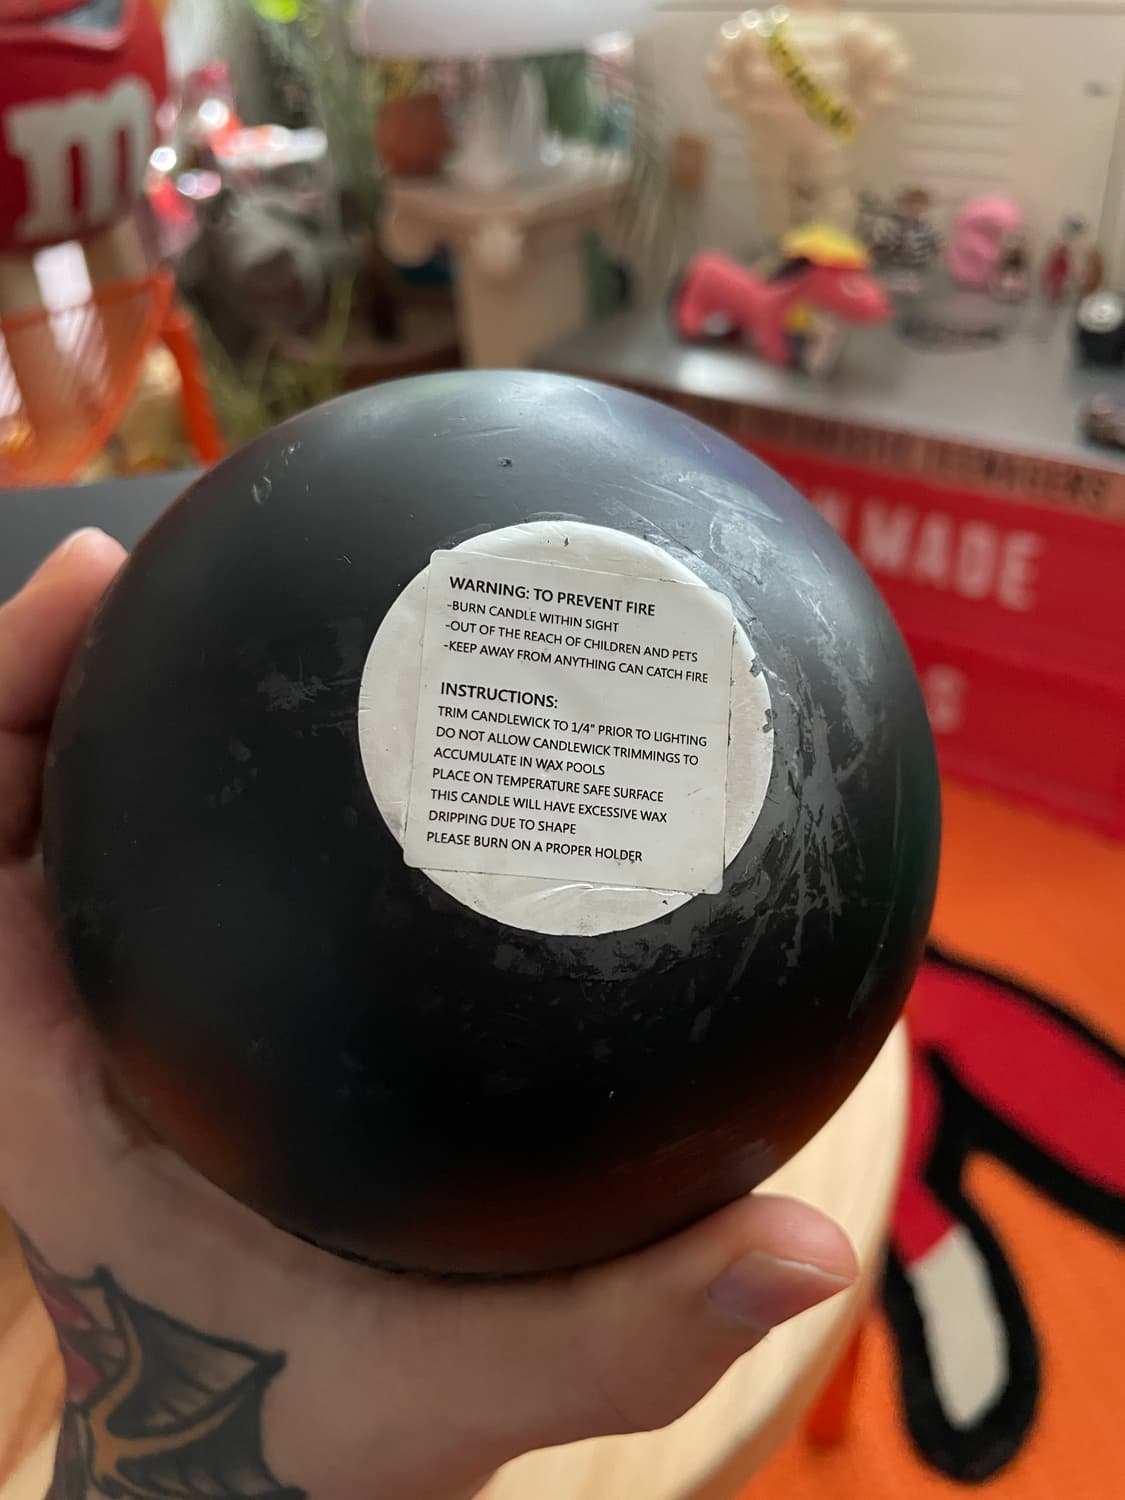 m
WARNING: TO PREVENT FIRE
-BURN CANDLE WITHIN SIGHT
-OUT OF THE REACH OF CHILDREN AND PETS
-KEEP AWAY FROM ANYTHING CAN CATCH FIRE
INSTRUCTIONS:
TRIM CANDLEWICK TO 1/4" PRIOR TO LIGHTING
DO NOT ALLOW CANDLEWICK TRIMMINGS TO
ACCUMULATE IN WAX POOLS
PLACE ON TEMPERATURE SAFE SURFACE
THIS CANDLE WILL HAVE EXCESSIVE WAX
DRIPPING DUE TO SHAPE
PLEASE BURN ON A PROPER HOLDER
TEENAGERS
MADE
S